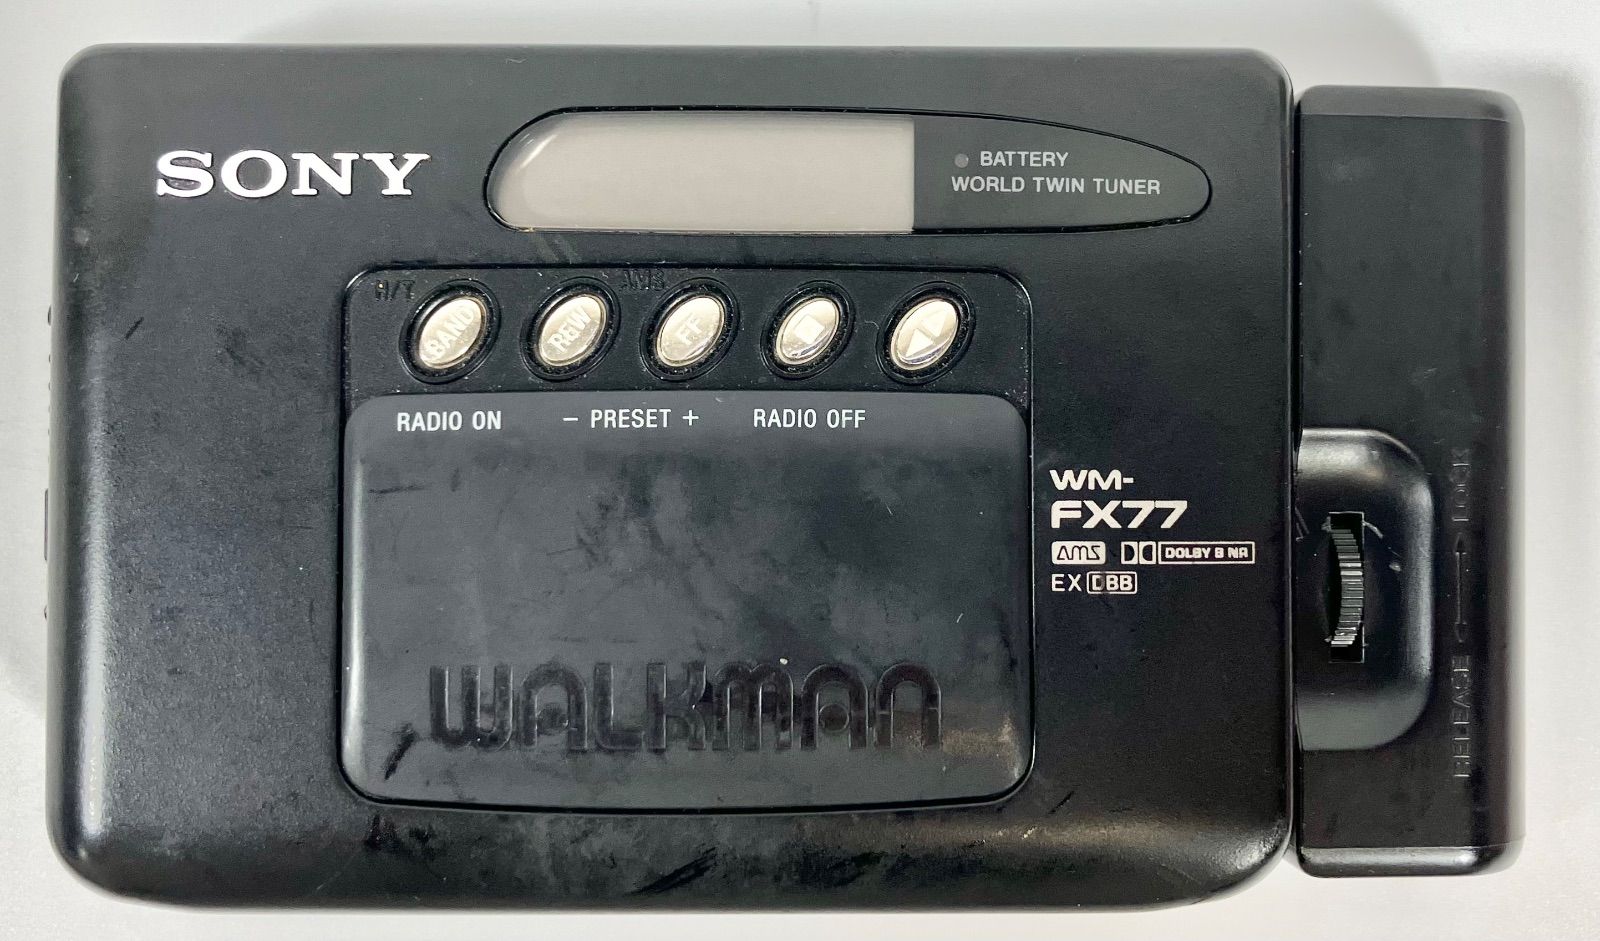 SONY
BATTERY
WORLD TWIN TUNER
H/T
AMS
BAND
REW
FF
RADIO ON
− PRESET +
RADIO OFF
WM-
FX77
AMS DOLBY B NR
EX DBB
WALKMAN
LOCK
RELEASE